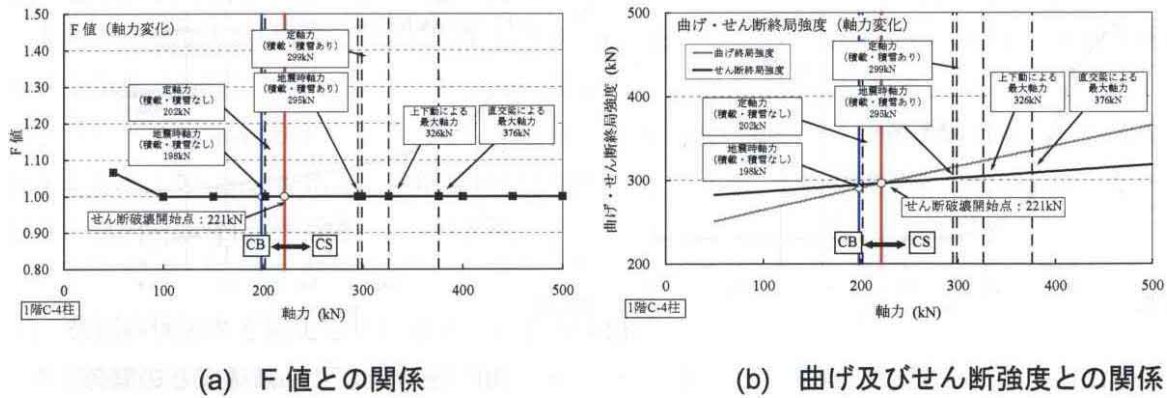 F 値（軸力変化）
1.50
1.40
1.30
1.20
1.10
1.00
0.90
0.80
F 値
定軸力
（積載・積雪あり）
299kN
地震時軸力
（積載・積雪あり）
295kN
定軸力
（積載・積雪なし）
202kN
地震時軸力
（積載・積雪なし）
198kN
上下動による
最大軸力
326kN
直交梁による
最大軸力
376kN
せん断破壊開始点：221kN
CB
CS
0
100
200
300
400
500
1階C-4柱
軸力 (kN)
(a) F 値との関係
曲げ・せん断終局強度（軸力変化）
曲げ終局強度
せん断終局強度
500
400
300
200
曲げ・せん断終局強度 (kN)
定軸力
（積載・積雪あり）
299kN
地震時軸力
（積載・積雪あり）
295kN
定軸力
（積載・積雪なし）
202kN
地震時軸力
（積載・積雪なし）
198kN
上下動による
最大軸力
326kN
直交梁による
最大軸力
376kN
せん断破壊開始点：221kN
CB
CS
0
100
200
300
400
500
1階C-4柱
軸力 (kN)
(b) 曲げ及びせん断強度との関係